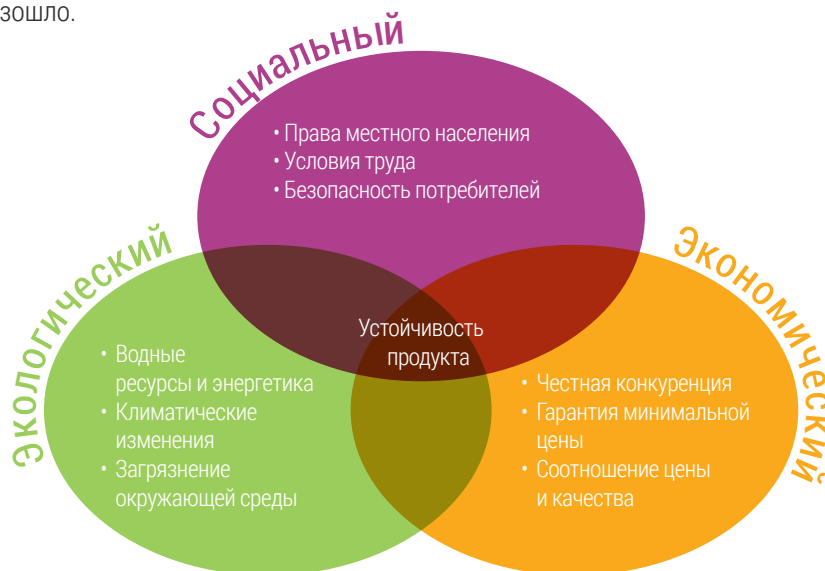 зошло.
Социальный
• Права местного населения
• Условия труда
• Безопасность потребителей
Экологический
Экономический
Устойчивость
продукта
• Водные
ресурсы и энергетика
• Климатические
изменения
• Загрязнение
окружающей среды
• Честная конкуренция
• Гарантия минимальной
цены
• Соотношение цены
и качества